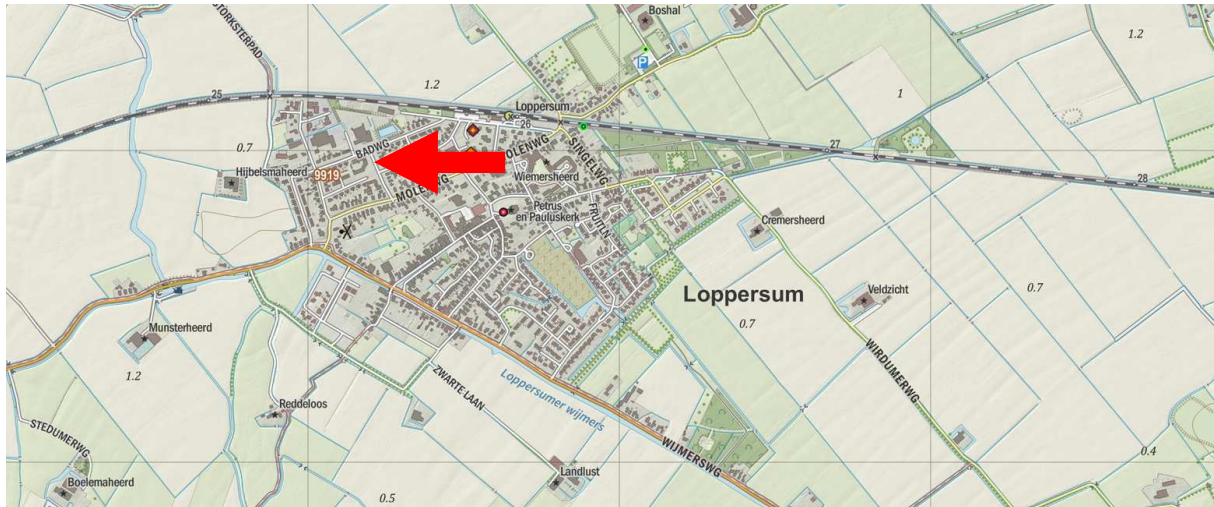 STORKSTERPAD
Boshal
P
1.2
1.2
25
Loppersum
26
1
0.7
BADWG
OLENWG
SINGELWG
27
28
Hijbelsmaheerd
9919
MOLENWG
Wiemersheerd
Petrus
en Pauluskerk
FRUITLN
Cremersheerd
Loppersum
Veldzicht
0.7
0.7
Munsterheerd
1.2
ZWARTE LAAN
Loppersumer wijmers
WIRDUMERWG
Reddeloos
STEDUMERWG
WIJMERSWG
0.4
Boelemaheerd
Landlust
0.5